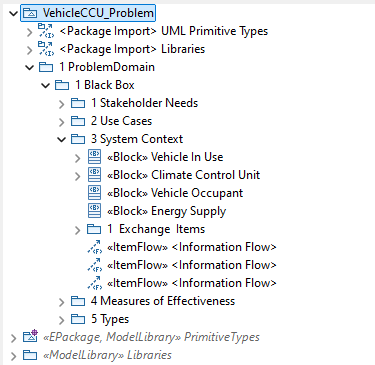 VehicleCCU_Problem
<Package Import> UML Primitive Types
<Package Import> Libraries
1 ProblemDomain
1 Black Box
1 Stakeholder Needs
2 Use Cases
3 System Context
«Block» Vehicle In Use
«Block» Climate Control Unit
«Block» Vehicle Occupant
«Block» Energy Supply
1 Exchange Items
«ItemFlow» <Information Flow>
«ItemFlow» <Information Flow>
«ItemFlow» <Information Flow>
4 Measures of Effectiveness
5 Types
«EPackage, ModelLibrary» PrimitiveTypes
«ModelLibrary» Libraries